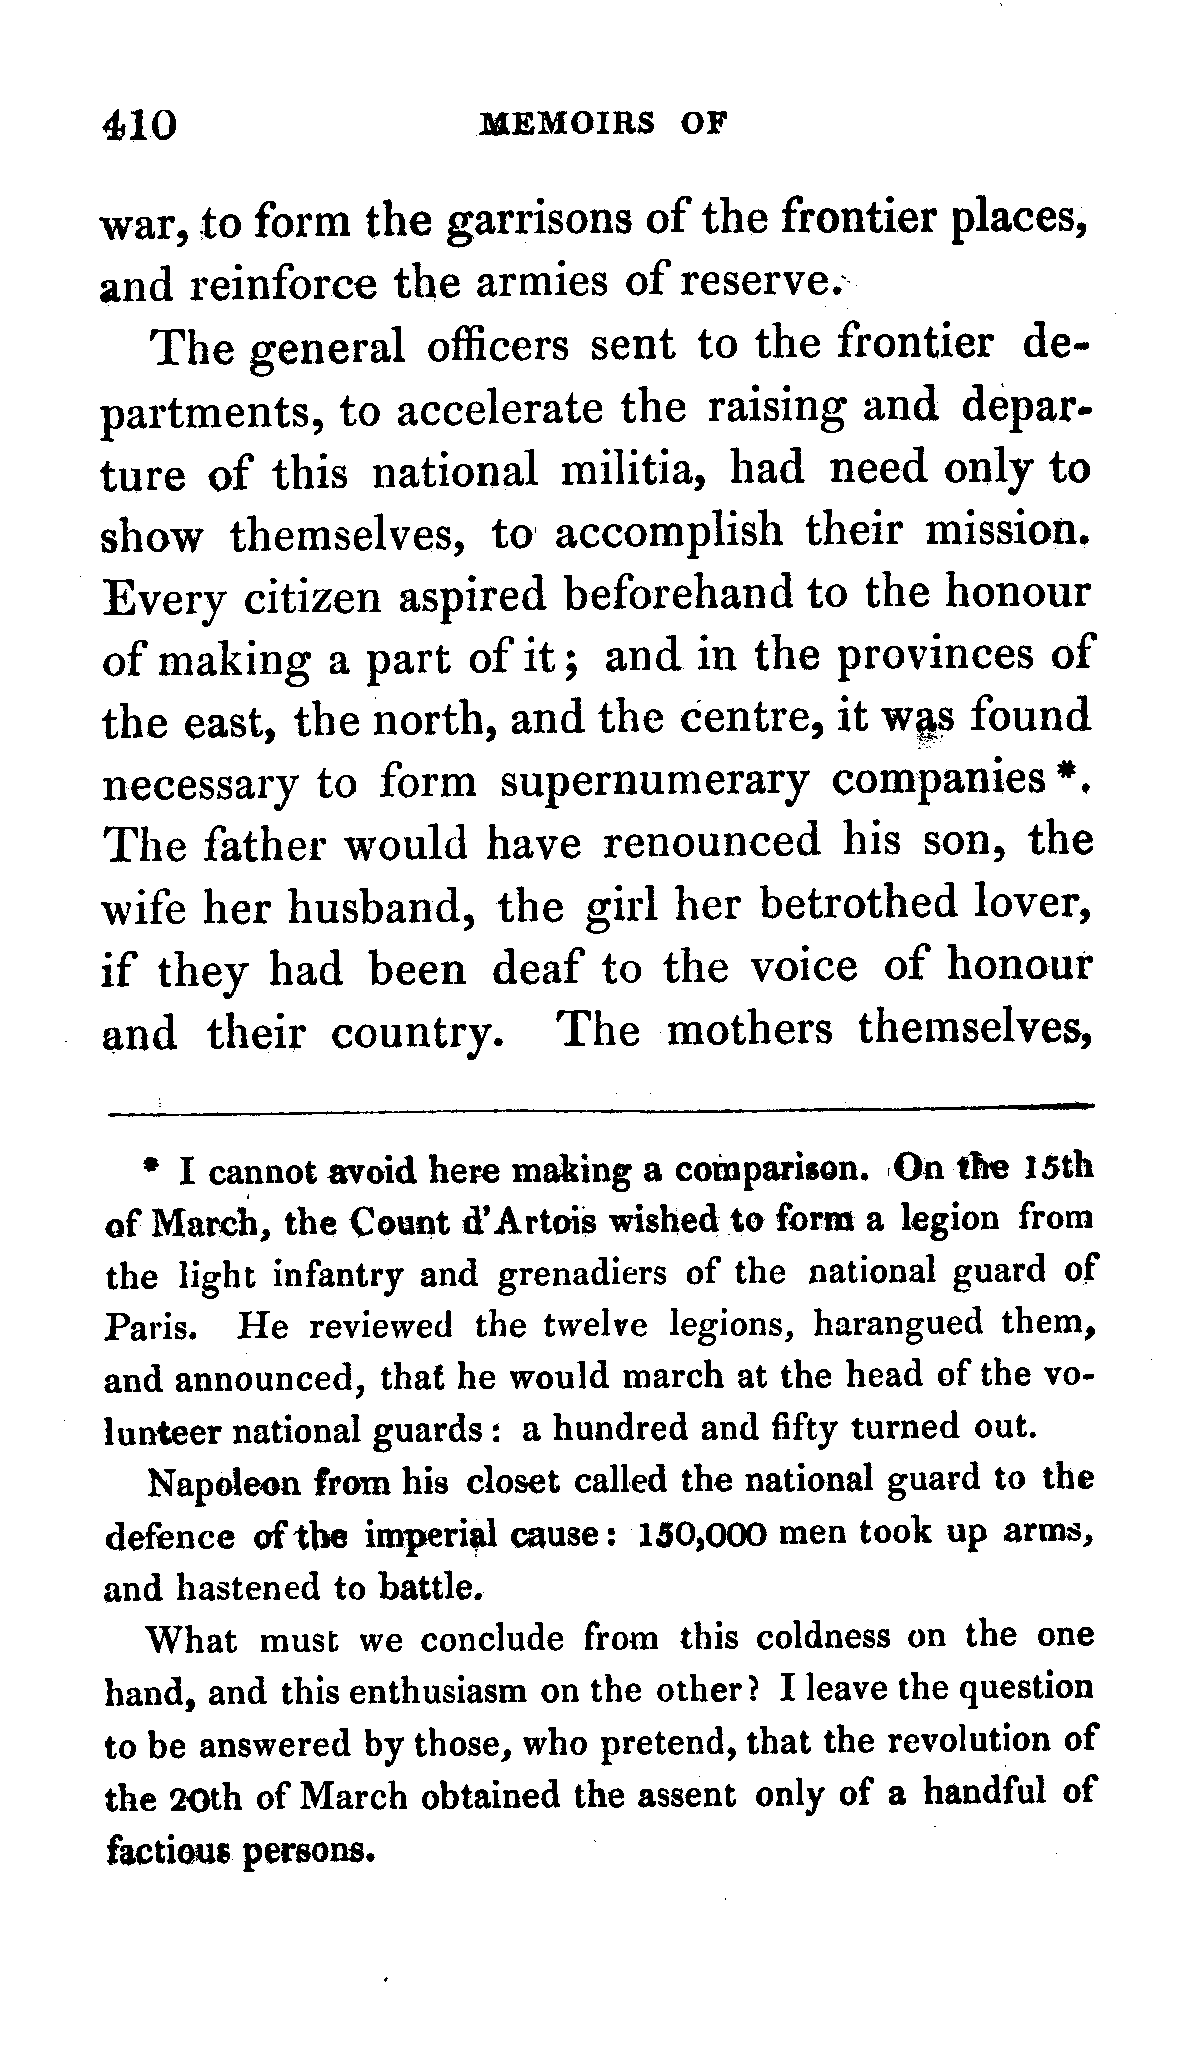 410 MEMOIRS OF
war, to form the garrisons of the frontier places,
and reinforce the armies of reserve.
The general officers sent to the frontier de-
partments, to accelerate the raising and depar-
ture of this national militia, had need only to
show themselves, to accomplish their mission.
Every citizen aspired beforehand to the honour
of making a part of it; and in the provinces of
the east, the north, and the centre, it was found
necessary to form supernumerary companies *.
The father would have renounced his son, the
wife her husband, the girl her betrothed lover,
if they had been deaf to the voice of honour
and their country. The mothers themselves,
* I cannot avoid here making a comparison. On the 15th
of March, the Count d'Artois wished to form a legion from
the light infantry and grenadiers of the national guard of
Paris. He reviewed the twelve legions, harangued them,
and announced, that he would march at the head of the vo-
lunteer national guards: a hundred and fifty turned out.
Napoleon from his closet called the national guard to the
defence of the imperial cause: 150,000 men took up arms,
and hastened to battle.
What must we conclude from this coldness on the one
hand, and this enthusiasm on the other? I leave the question
to be answered by those, who pretend, that the revolution of
the 20th of March obtained the assent only of a handful of
factious persons.